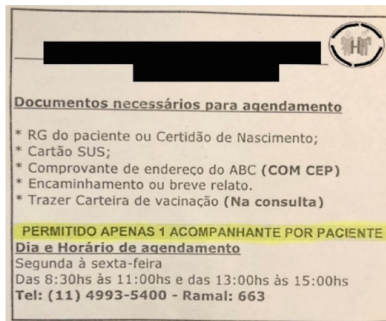 Documentos necessários para agendamento
* RG do paciente ou Certidão de Nascimento;
* Cartão SUS;
* Comprovante de endereço do ABC (COM CEP)
* Encaminhamento ou breve relato.
* Trazer Carteira de vacinação (Na consulta)
PERMITIDO APENAS 1 ACOMPANHANTE POR PACIENTE
Dia e Horário de agendamento
Segunda à sexta-feira
Das 8:30hs às 11:00hs e das 13:00hs às 15:00hs
Tel: (11) 4993-5400 - Ramal: 663